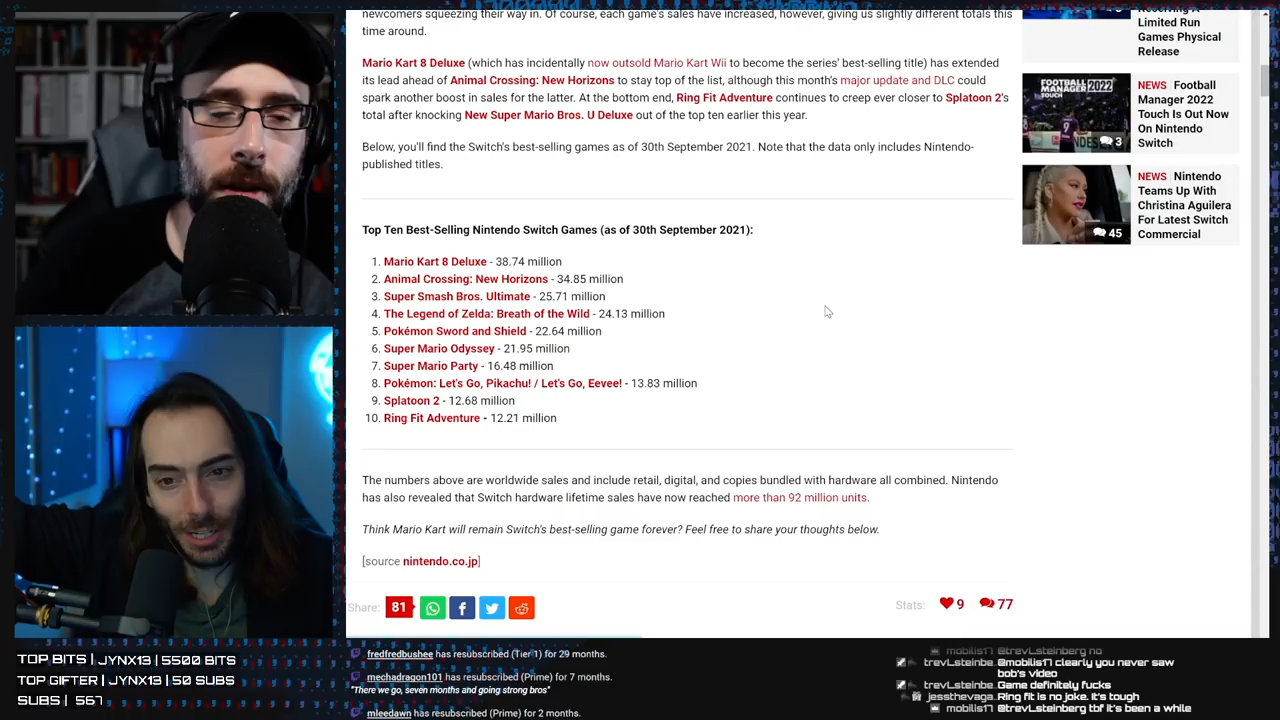 newcomers squeezing their way in. Of course, each game's sales have increased, however, giving us slightly different totals this
time around.
Mario Kart 8 Deluxe (which has incidentally now outsold Mario Kart Wii to become the series' best-selling title) has extended
its lead ahead of Animal Crossing: New Horizons to stay top of the list, although this month's major update and DLC could
spark another boost in sales for the latter. At the bottom end, Ring Fit Adventure continues to creep ever closer to Splatoon 2's
total after knocking New Super Mario Bros. U Deluxe out of the top ten earlier this year.
Below, you'll find the Switch's best-selling games as of 30th September 2021. Note that the data only includes Nintendo-
published titles.
Top Ten Best-Selling Nintendo Switch Games (as of 30th September 2021):
1. Mario Kart 8 Deluxe - 38.74 million
2. Animal Crossing: New Horizons - 34.85 million
3. Super Smash Bros. Ultimate - 25.71 million
4. The Legend of Zelda: Breath of the Wild - 24.13 million
5. Pokémon Sword and Shield - 22.64 million
6. Super Mario Odyssey - 21.95 million
7. Super Mario Party - 16.48 million
8. Pokémon: Let's Go, Pikachu! / Let's Go, Eevee! - 13.83 million
9. Splatoon 2 - 12.68 million
10. Ring Fit Adventure - 12.21 million
The numbers above are worldwide sales and include retail, digital, and copies bundled with hardware all combined. Nintendo
has also revealed that Switch hardware lifetime sales have now reached more than 92 million units.
Think Mario Kart will remain Switch's best-selling game forever? Feel free to share your thoughts below.
[source nintendo.co.jp]
Share: 81
Stats: 9 77
Receiving A
Limited Run
Games Physical
Release
FOOTBALL
MANAGER 2022
TOUCH
3
NEWS Football
Manager 2022
Touch Is Out Now
On Nintendo
Switch
45
NEWS Nintendo
Teams Up With
Christina Aguilera
For Latest Switch
Commercial
TOP BITS | JYNX13 | 5500 BITS
TOP GIFTER | JYNX13 | 50 SUBS
SUBS | 567
fredfredbushee has resubscribed (Tier 1) for 29 months.
mechadragon101 has resubscribed (Prime) for 7 months.
"There we go, seven months and going strong bros"
mleedawn has resubscribed (Prime) for 2 months.
mobilis17 @trevLsteinberg no
trevLsteinbe. @mobilis17 clearly you never saw
bob's video
trevLsteinbe. Game definitely fucks
jessthevaga. Ring fit is no joke. it's tough
mobilis17 @trevLsteinberg tbf it's been a while